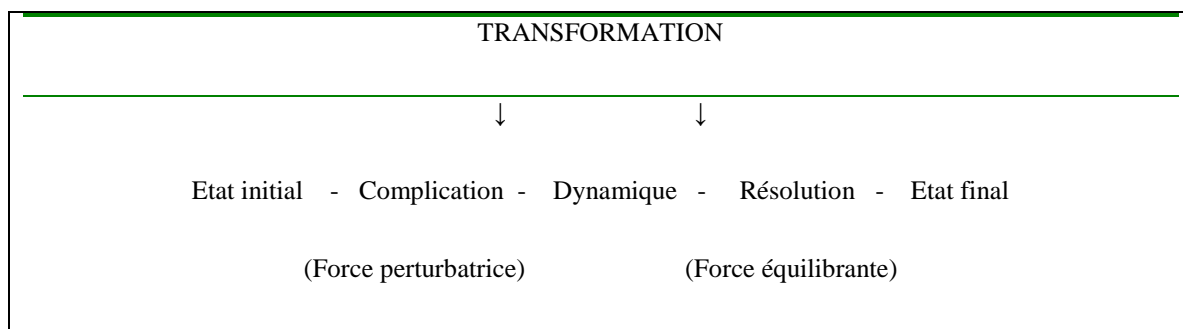 TRANSFORMATION
↓ ↓
Etat initial - Complication - Dynamique - Résolution - Etat final
(Force perturbatrice) (Force équilibrante)